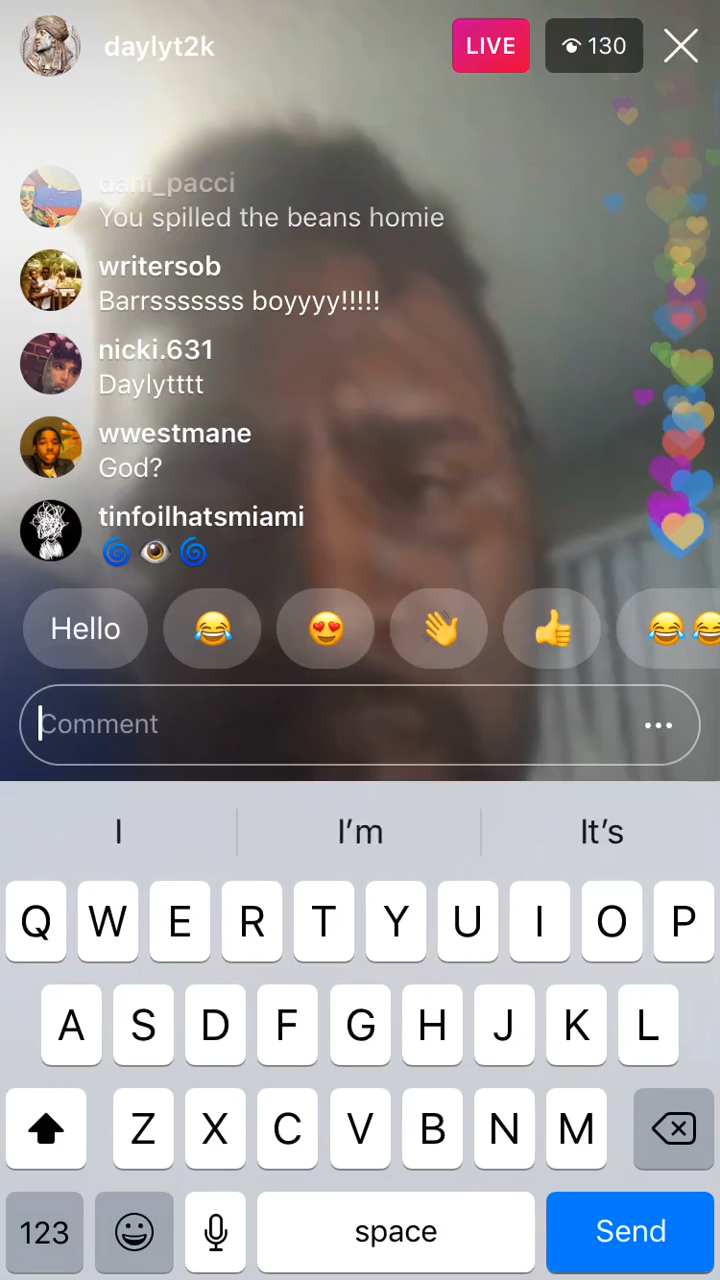 daylyt2k
LIVE
130
dani_pacci
You spilled the beans homie
writersob
Barrsssssss boyyyy!!!!!
nicki.631
Daylytttt
wwestmane
God?
tinfoilhatsmiami
🌀 👁️ 🌀
Hello 😂 😍 👋 👍 😂 😂
Comment
I I’m It’s
Q W E R T Y U I O P
A S D F G H J K L
Z X C V B N M
123 space Send